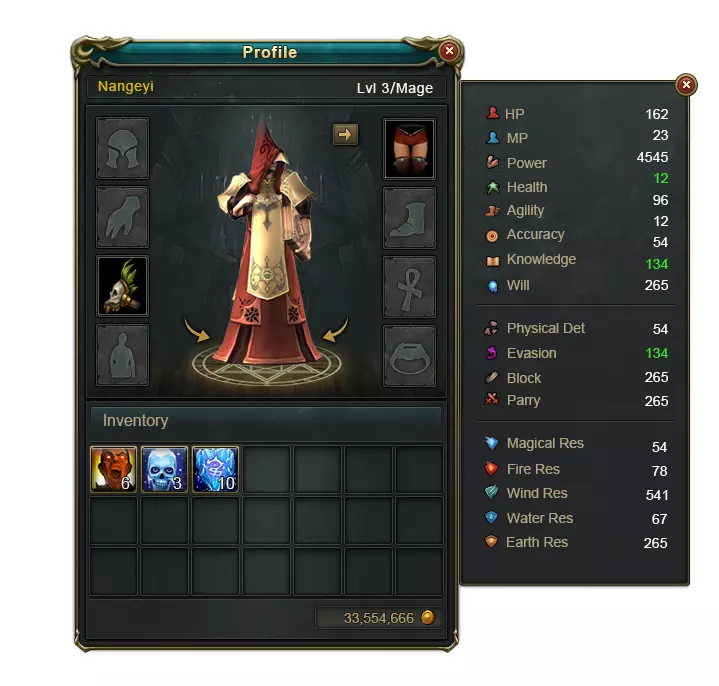 Profile
Nangeyi
Lvl 3/Mage
Inventory
6
3
10
33,554,666
HP 162
MP 23
Power 4545
Health 12
Agility 96
Accuracy 12
Knowledge 54
Will 134
265
Physical Det 54
Evasion 134
Block 265
Parry 265
Magical Res 54
Fire Res 78
Wind Res 541
Water Res 67
Earth Res 265